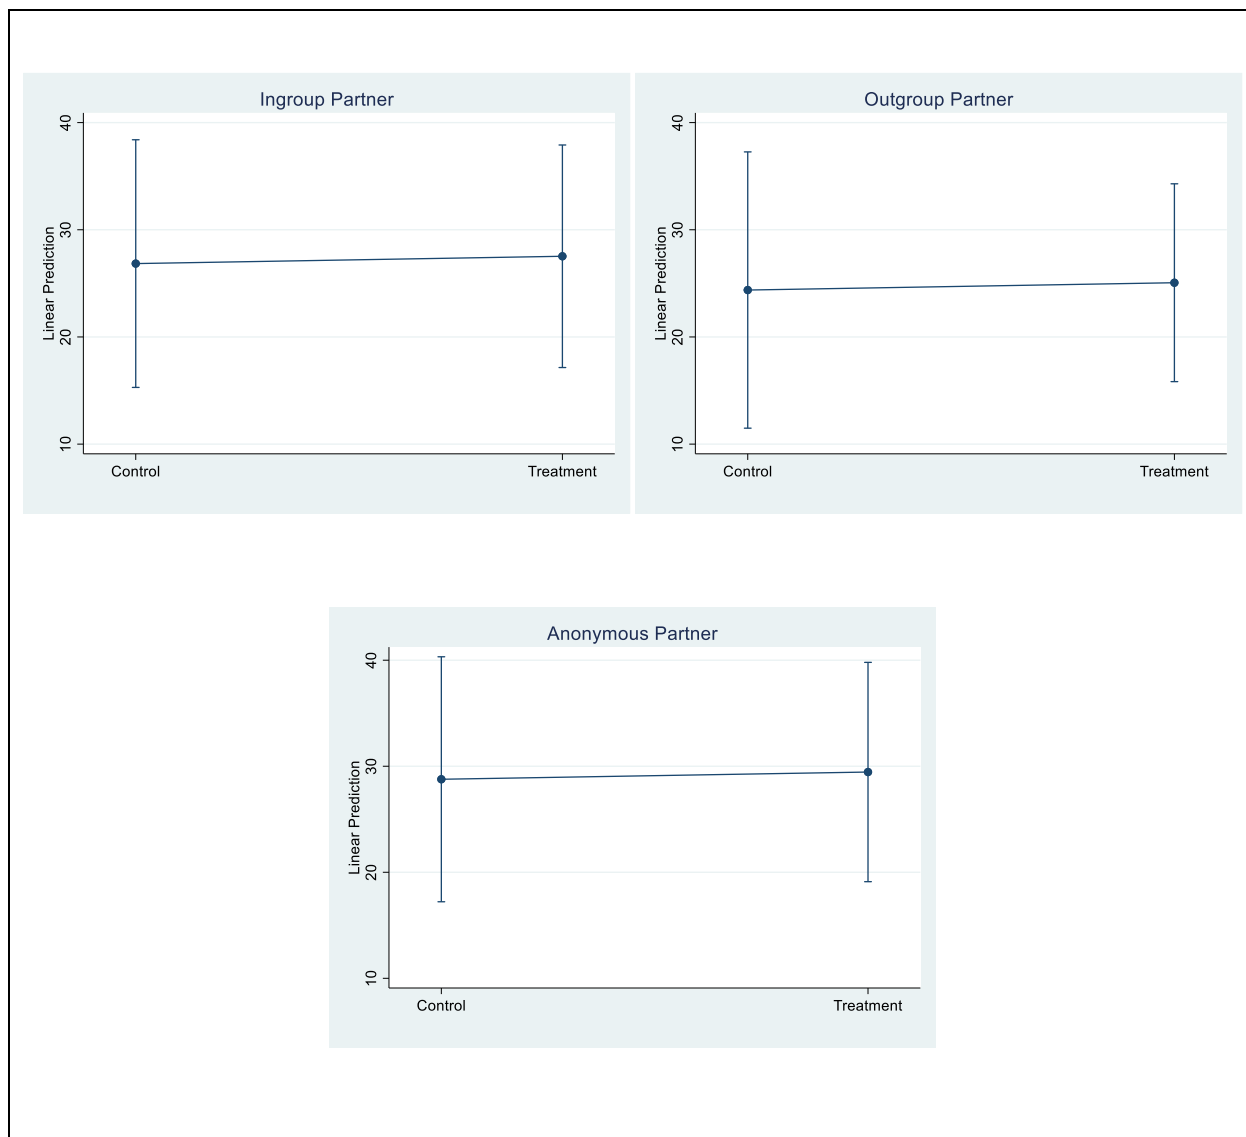 Ingroup Partner
Linear Prediction
40
30
20
10
Control Treatment
Outgroup Partner
Linear Prediction
40
30
20
10
Control Treatment
Anonymous Partner
Linear Prediction
40
30
20
10
Control Treatment